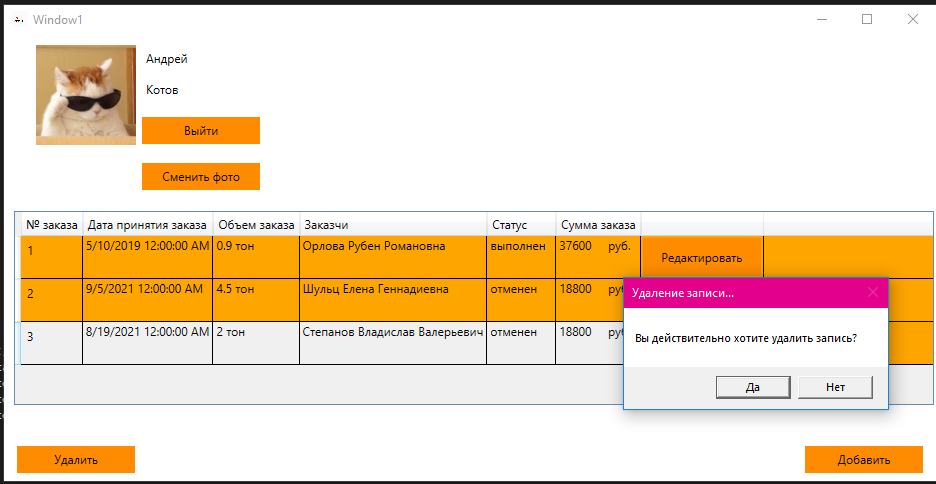 Window1
Андрей
Котов
Выйти
Сменить фото
№ заказа Дата принятия заказа Объем заказа Заказчи Статус Сумма заказа
1 5/10/2019 12:00:00 AM 0.9 тон Орлова Рубен Романовна выполнен 37600 руб. Редактировать
2 9/5/2021 12:00:00 AM 4.5 тон Шульц Елена Геннадиевна отменен 18800
3 8/19/2021 12:00:00 AM 2 тон Степанов Владислав Валерьевич отменен 18800
Удаление записи...
Вы действительно хотите удалить запись?
Да Нет
Удалить Добавить